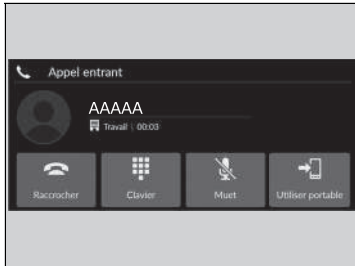 Appel entrant
AAAAA
Travail | 00:03
Raccrocher Clavier Muet Utiliser portable